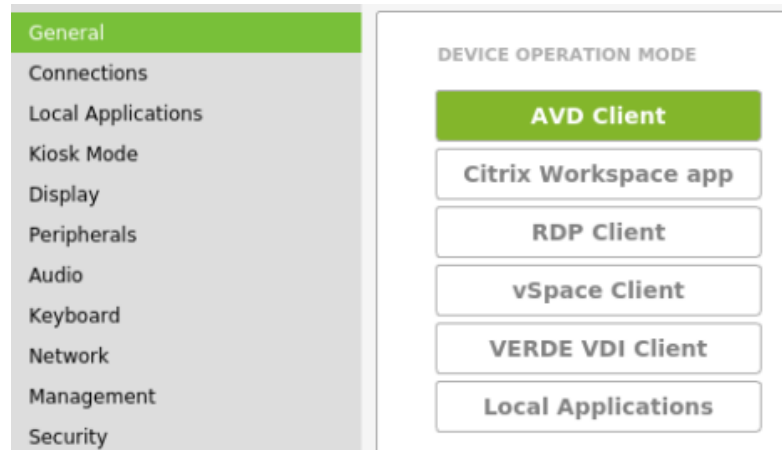 General
Connections
Local Applications
Kiosk Mode
Display
Peripherals
Audio
Keyboard
Network
Management
Security
DEVICE OPERATION MODE
AVD Client
Citrix Workspace app
RDP Client
vSpace Client
VERDE VDI Client
Local Applications